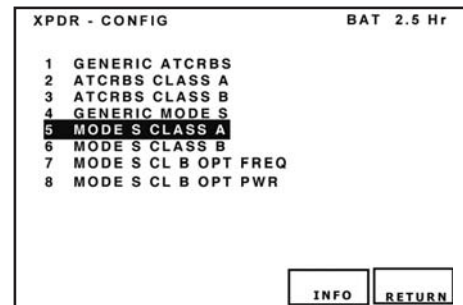 XPDR - CONFIG BAT 2.5 Hr
1 GENERIC ATCRBS
2 ATCRBS CLASS A
3 ATCRBS CLASS B
4 GENERIC MODE S
5 MODE S CLASS A
6 MODE S CLASS B
7 MODE S CL B OPT FREQ
8 MODE S CL B OPT PWR
INFO RETURN